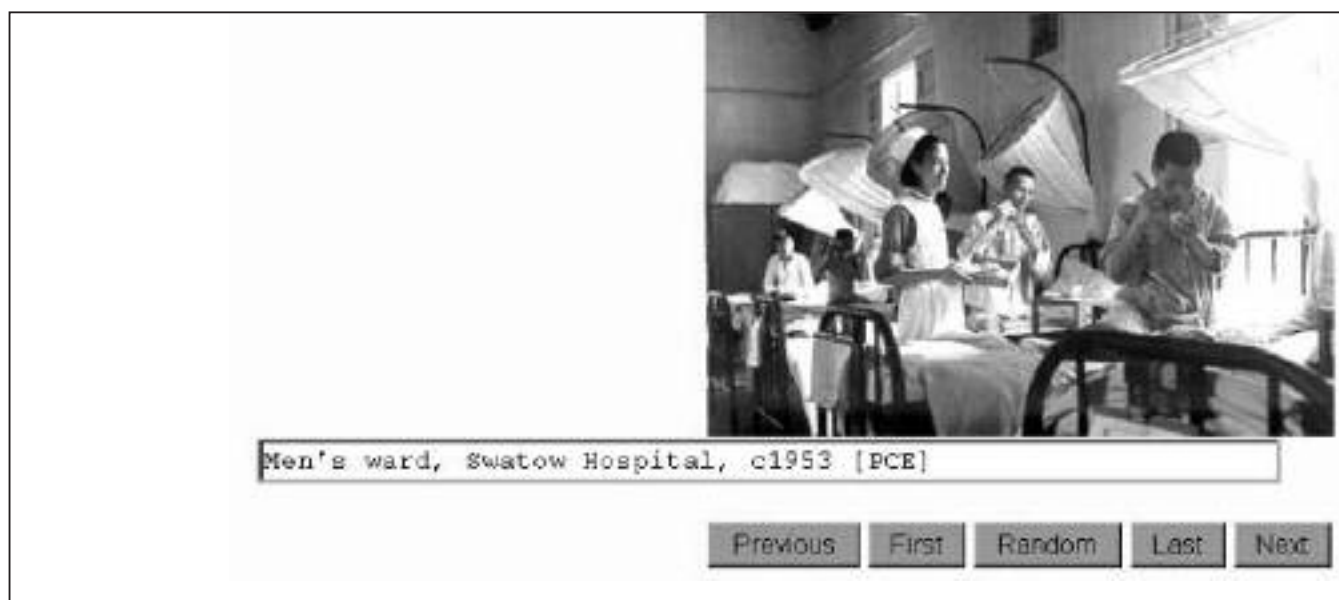 Men's ward, Swatow Hospital, c1953 [PCE]
Previous First Random Last Next